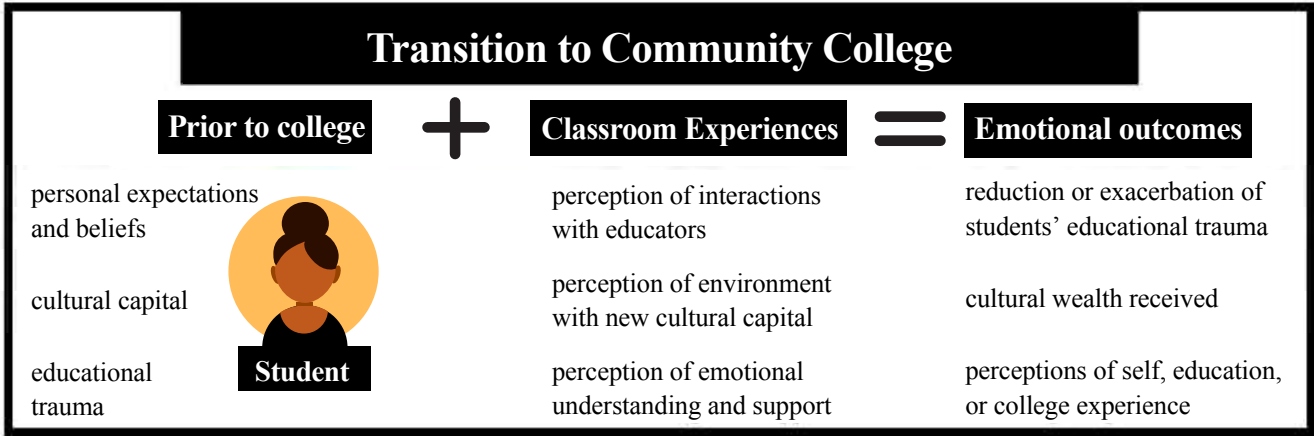 Transition to Community College
Prior to college
+
Classroom Experiences
=
Emotional outcomes
personal expectations
and beliefs
cultural capital
educational
trauma
Student
perception of interactions
with educators
perception of environment
with new cultural capital
perception of emotional
understanding and support
reduction or exacerbation of
students’ educational trauma
cultural wealth received
perceptions of self, education,
or college experience